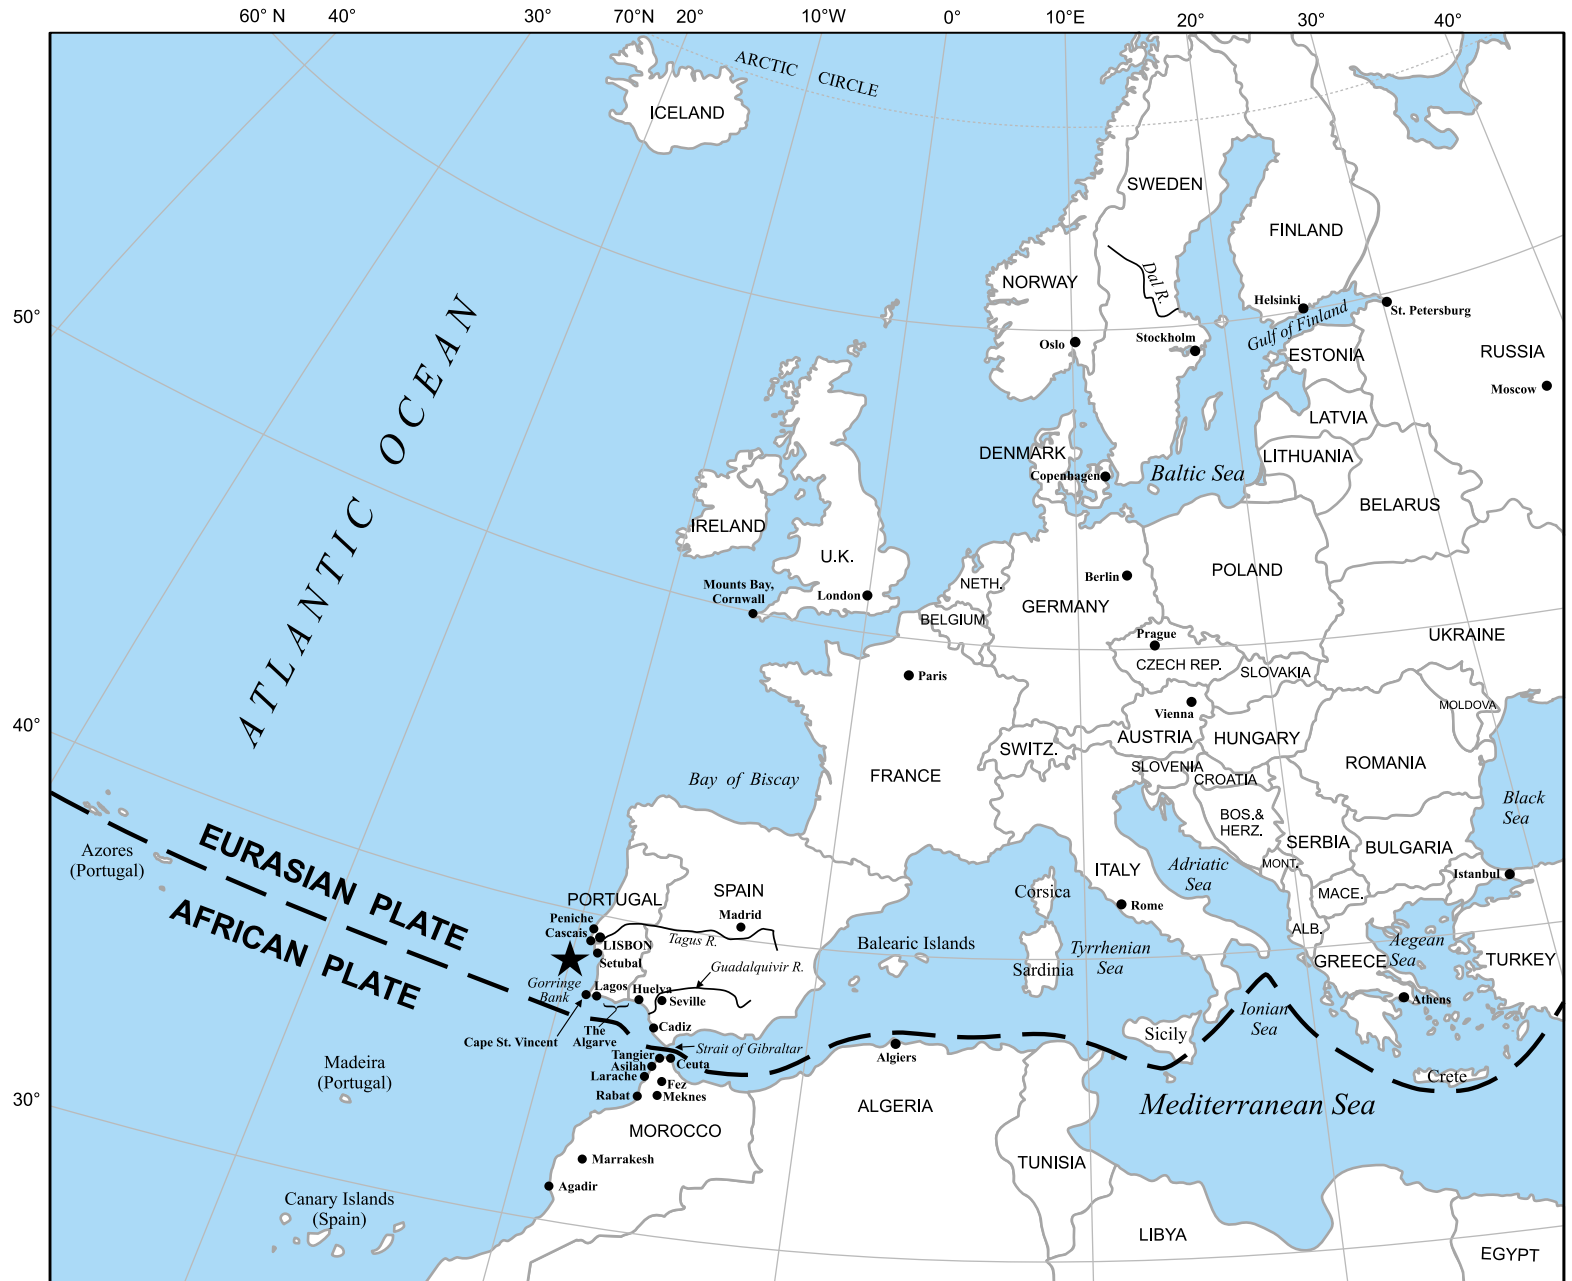 60° N
40°
30°
70°N
20°
10°W
0°
10°E
20°
30°
40°
ARCTIC CIRCLE
ICELAND
SWEDEN
FINLAND
NORWAY
Dal R.
Helsinki
St. Petersburg
Gulf of Finland
50°
Oslo
Stockholm
ESTONIA
RUSSIA
Moscow
ATLANTIC OCEAN
LATVIA
DENMARK
LITHUANIA
Copenhagen
Baltic Sea
BELARUS
IRELAND
U.K.
NETH.
Berlin
POLAND
Mounts Bay,
Cornwall
London
GERMANY
BELGIUM
Prague
UKRAINE
CZECH REP.
SLOVAKIA
Paris
MOLDOVA
Vienna
40°
AUSTRIA
HUNGARY
SWITZ.
ROMANIA
SLOVENIA
CROATIA
Bay of Biscay
FRANCE
Black
Sea
BOS.&
HERZ.
SERBIA
EURASIAN PLATE
Azores
(Portugal)
BULGARIA
MONT.
Adriatic
Sea
ITALY
Istanbul
Corsica
MACE.
PORTUGAL
SPAIN
Rome
AFRICAN PLATE
Peniche
Madrid
Cascais
ALB.
LISBON
Tagus R.
Balearic Islands
Tyrrhenian
Sea
Aegean
Sea
Setubal
GREECE
TURKEY
Sardinia
Guadalquivir R.
Gorringe
Bank
Lagos
Huelva
Seville
Athens
Ionian
Sea
Cadiz
Sicily
Cape St. Vincent
The
Algarve
Strait of Gibraltar
Algiers
Tangier
Ceuta
Asilah
Madeira
(Portugal)
Larache
Fez
Crete
Rabat
Meknes
30°
ALGERIA
Mediterranean Sea
MOROCCO
Marrakesh
TUNISIA
Agadir
Canary Islands
(Spain)
LIBYA
EGYPT